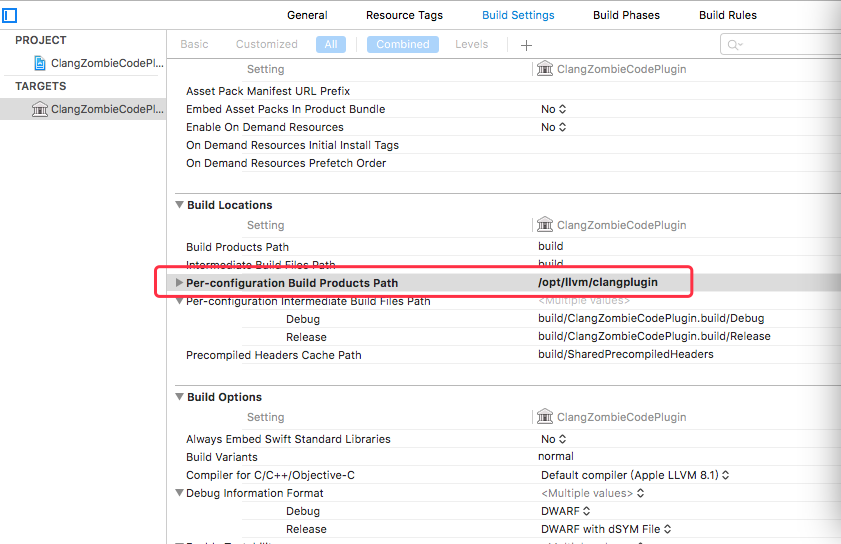 General Resource Tags Build Settings Build Phases Build Rules
PROJECT
ClangZombieCodePl...
TARGETS
ClangZombieCodePl...
Basic Customized All Combined Levels
Setting ClangZombieCodePlugin
Asset Pack Manifest URL Prefix
Embed Asset Packs In Product Bundle No
Enable On Demand Resources No
On Demand Resources Initial Install Tags
On Demand Resources Prefetch Order
Build Locations
Setting ClangZombieCodePlugin
Build Products Path build
Intermediate Build Files Path build
Per-configuration Build Products Path /opt/llvm/clangplugin
Per-configuration Intermediate Build Files Path <Multiple values>
Debug build/ClangZombieCodePlugin.build/Debug
Release build/ClangZombieCodePlugin.build/Release
Precompiled Headers Cache Path build/SharedPrecompiledHeaders
Build Options
Setting ClangZombieCodePlugin
Always Embed Swift Standard Libraries No
Build Variants normal
Compiler for C/C++/Objective-C Default compiler (Apple LLVM 8.1)
Debug Information Format <Multiple values>
Debug DWARF
Release DWARF with dSYM File